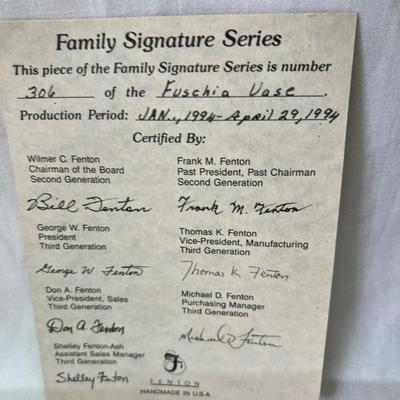 Family Signature Series
This piece of the Family Signature Series is number
306 of the Fuschia Vase.
Production Period: JAN., 1994 - April 29, 1994
Certified By:
Wilmer C. Fenton
Chairman of the Board
Second Generation
Bill Fenton
Frank M. Fenton
Past President, Past Chairman
Second Generation
Frank M. Fenton
George W. Fenton
President
Third Generation
George W Fenton
Thomas K. Fenton
Vice-President, Manufacturing
Third Generation
Thomas K Fenton
Don A. Fenton
Vice-President, Sales
Third Generation
Don A Fenton
Michael D. Fenton
Purchasing Manager
Third Generation
Michael D Fenton
Shelley Fenton-Ash
Assistant Sales Manager
Third Generation
Shelley Fenton
FENTON
HANDMADE IN U.S.A.